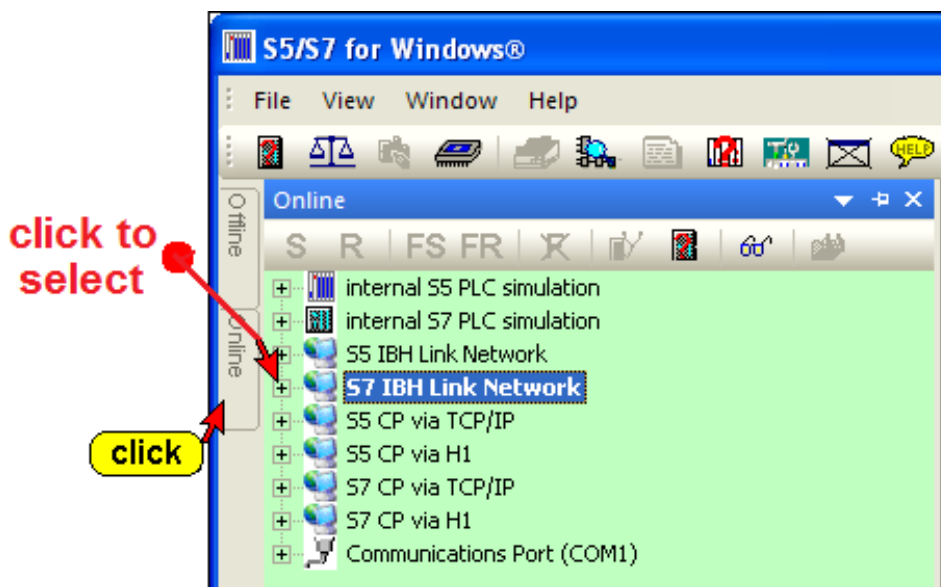 S5/S7 for Windows®
File View Window Help
HELP
Offline
Online
S R FS FR
click to
select
internal S5 PLC simulation
internal S7 PLC simulation
Online
S5 IBH Link Network
S7 IBH Link Network
S5 CP via TCP/IP
click
S5 CP via H1
S7 CP via TCP/IP
S7 CP via H1
Communications Port (COM1)